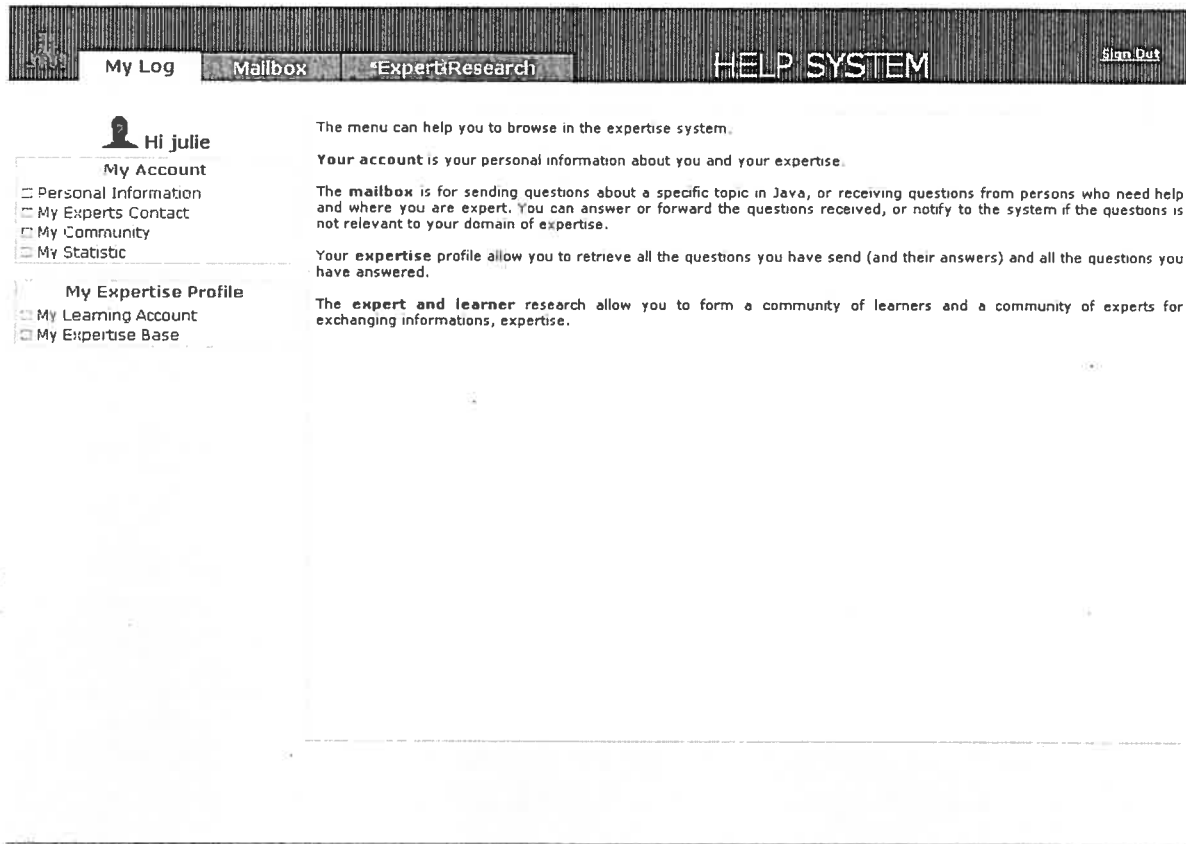 My Log
Mailbox
Expert Research
HELP SYSTEM
Sign Out
Hi julie
My Account
Personal Information
My Experts Contact
My Community
My Statistic
My Expertise Profile
My Learning Account
My Expertise Base
The menu can help you to browse in the expertise system.
Your account is your personal information about you and your expertise.
The mailbox is for sending questions about a specific topic in Java, or receiving questions from persons who need help
and where you are expert. You can answer or forward the questions received, or notify to the system if the questions is
not relevant to your domain of expertise.
Your expertise profile allow you to retrieve all the questions you have send (and their answers) and all the questions you
have answered.
The expert and learner research allow you to form a community of learners and a community of experts for
exchanging informations, expertise.